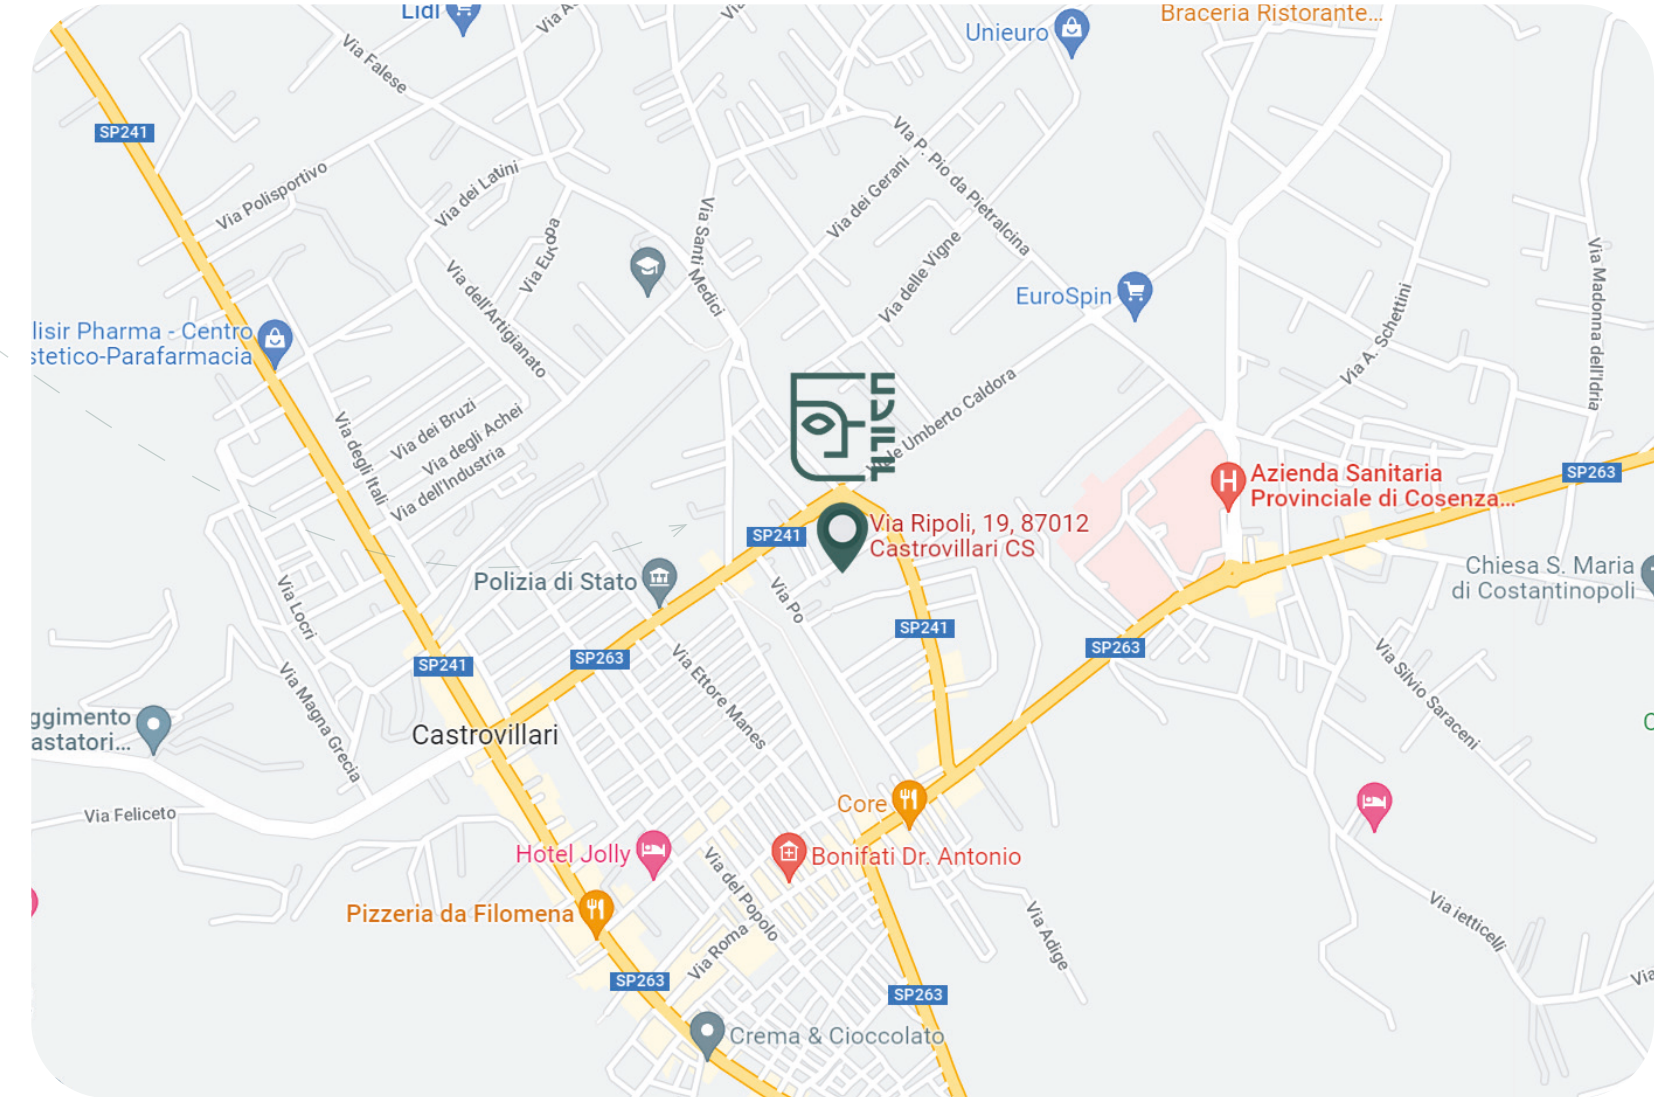 Lidl
Via A
Via
Unieuro
Braceria Ristorante...
Via Falese
SP241
VIa P. Pio da Pietralcina
Via Polisportivo
Via dei Latini
Via dei Gerani
Via Europa
Via Santi Medici
Via delle Vigne
Via Madonna dell'Idria
Via dell'Artigianato
EuroSpin
Via A. Schettini
lisir Pharma - Centro
stetico-Parafarmacia
Via degli Itali
Via dei Bruzi
Via degli Achei
Via dell'Industria
le Umberto Caldora
Azienda Sanitaria
Provinciale di Cosenza...
SP263
SP241
Via Ripoli, 19, 87012
Castrovillari CS
Polizia di Stato
Via Po
Chiesa S. Maria
di Costantinopoli
Via Locri
SP241
SP263
SP241
SP263
Via Magna Grecia
Via Ettore Manes
Via Silvio Saraceni
ggimento
astatori...
Castrovillari
C
Via Feliceto
Core
Hotel Jolly
Bonifati Dr. Antonio
Via del Popolo
Pizzeria da Filomena
Via Roma
Via Adige
Via ietticelli
SP263
SP263
Via
Crema & Cioccolato